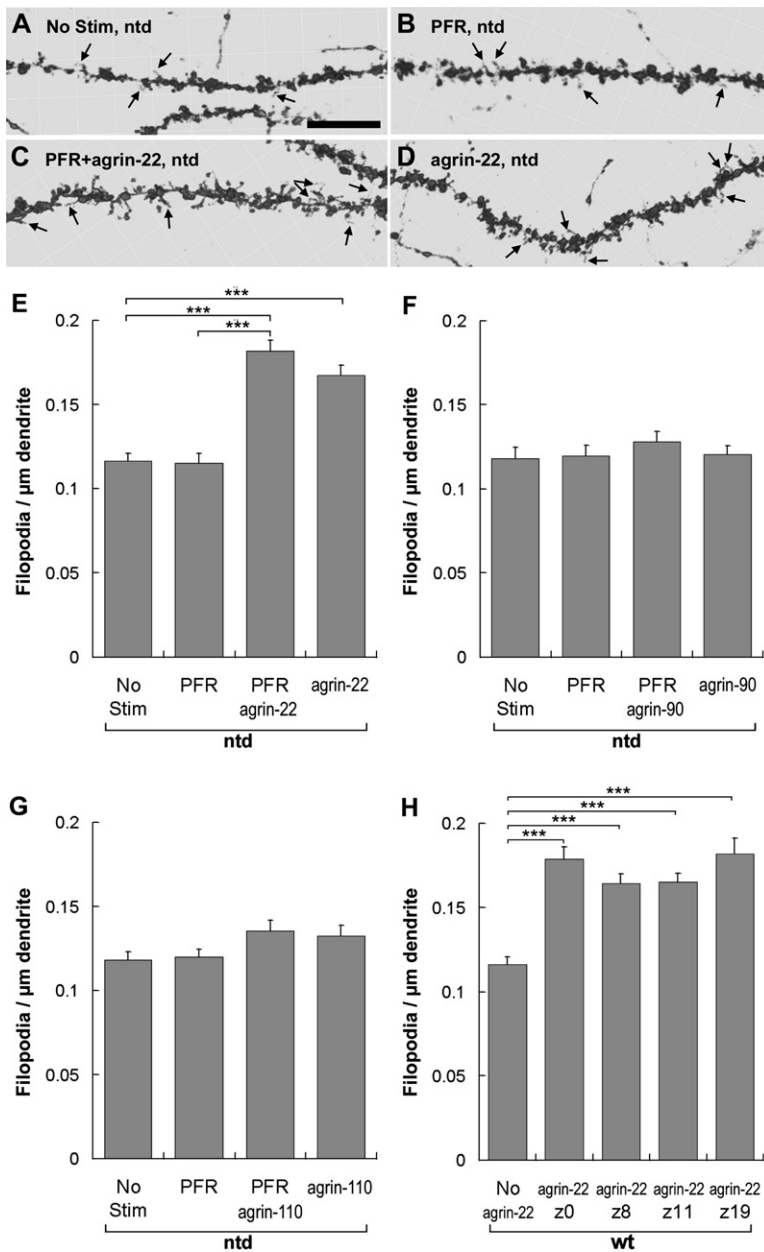 A No Stim, ntd
B PFR, ntd
C PFR+agrin-22, ntd
D agrin-22, ntd
E
***
***
***
0.2
0.15
0.1
0.05
0
Filopodia / µm dendrite
No Stim
PFR
PFR agrin-22
agrin-22
ntd
F
0.2
0.15
0.1
0.05
0
Filopodia / µm dendrite
No Stim
PFR
PFR agrin-90
agrin-90
ntd
G
0.2
0.15
0.1
0.05
0
Filopodia / µm dendrite
No Stim
PFR
PFR agrin-110
agrin-110
ntd
H
***
***
***
***
0.2
0.15
0.1
0.05
0
Filopodia / µm dendrite
No agrin-22
agrin-22 z0
agrin-22 z8
agrin-22 z11
agrin-22 z19
wt